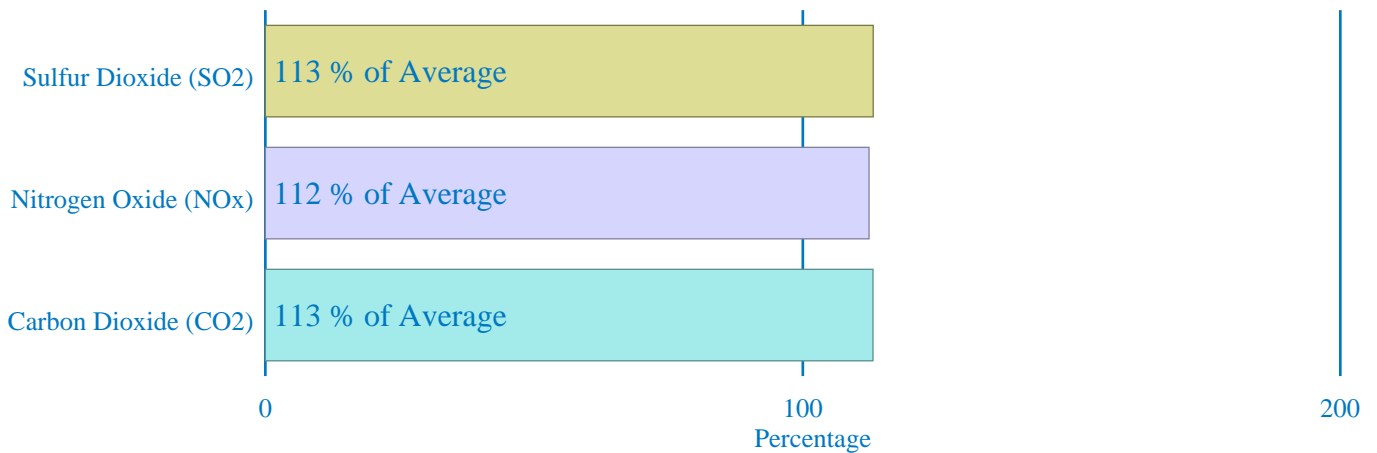 Sulfur Dioxide (SO2) 113 % of Average
Nitrogen Oxide (NOx) 112 % of Average
Carbon Dioxide (CO2) 113 % of Average
0 100 200
Percentage